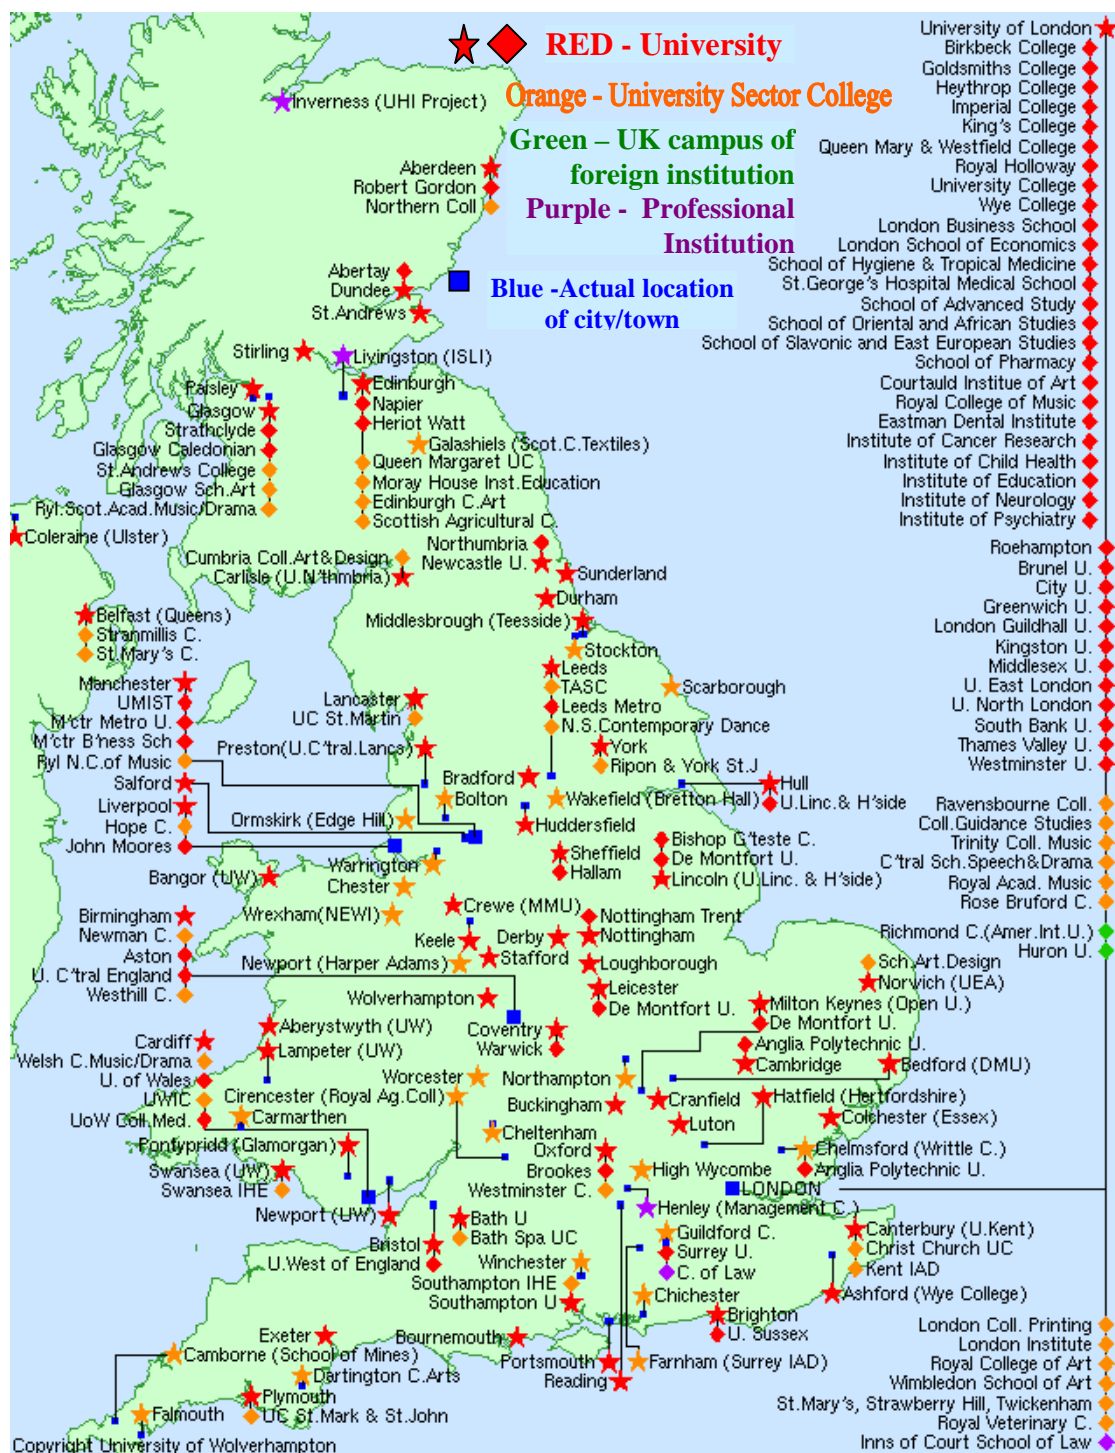 RED - University
Orange - University Sector College
Green – UK campus of
foreign institution
Purple - Professional
Institution
Blue -Actual location
of city/town
Inverness (UHI Project)
Aberdeen
Robert Gordon
Northern Coll
Abertay
Dundee
St.Andrews
Stirling
Livingston (ISLI)
Paisley
Glasgow
Strathclyde
Glasgow Caledonian
St.Andrews College
Glasgow Sch.Art
Ryl.Scot.Acad.Music/Drama
Edinburgh
Napier
Heriot Watt
Galashiels (Scot.C.Textiles)
Queen Margaret UC
Moray House Inst.Education
Edinburgh C.Art
Scottish Agricultural C.
Coleraine (Ulster)
Cumbria Coll.Art&Design
Carlisle (U.N'thmbria)
Northumbria
Newcastle U.
Sunderland
Durham
Middlesbrough (Teesside)
Stockton
Belfast (Queens)
Stranmillis C.
St.Mary's C.
Manchester
UMIST
M'ctr Metro U.
M'ctr B'ness Sch
Ryl N.C.of Music
Salford
Liverpool
Hope C.
John Moores
Lancaster
UC St.Martin
Preston(U.C'tral.Lancs)
Leeds
TASC
Leeds Metro
N.S.Contemporary Dance
Scarborough
York
Ripon & York St.J
Bradford
Bolton
Wakefield (Bretton Hall)
Hull
U.Linc.& H'side
Ormskirk (Edge Hill)
Huddersfield
Warrington
Chester
Bangor (UW)
Wrexham(NEWI)
Sheffield
Hallam
Bishop G'teste C.
De Montfort U.
Lincoln (U.Linc. & H'side)
Crewe (MMU)
Keele
Stafford
Derby
Nottingham Trent
Nottingham
Loughborough
Newport (Harper Adams)
Birmingham
Newman C.
Aston
U. C'tral England
Westhill C.
Wolverhampton
Leicester
De Montfort U.
Sch.Art.Design
Norwich (UEA)
Milton Keynes (Open U.)
De Montfort U.
Anglia Polytechnic U.
Cambridge
Bedford (DMU)
Aberystwyth (UW)
Lampeter (UW)
Coventry
Warwick
Cardiff
Welsh C.Music/Drama
U. of Wales
UWIC
UoW Coll.Med.
Carmarthen
Worcester
Cirencester (Royal Ag.Coll)
Cheltenham
Northampton
Buckingham
Cranfield
Luton
Hatfield (Hertfordshire)
Colchester (Essex)
Chelmsford (Writtle C.)
Anglia Polytechnic U.
Pontypridd (Glamorgan)
Swansea (UW)
Swansea IHE
Newport (UW)
Oxford
Brookes
Westminster C.
High Wycombe
LONDON
Henley (Management C.)
Bath U
Bath Spa UC
Bristol
U.West of England
Guildford C.
Surrey U.
C. of Law
Canterbury (U.Kent)
Christ Church UC
Kent IAD
Ashford (Wye College)
Winchester
Southampton IHE
Southampton U
Chichester
Brighton
U. Sussex
Exeter
Bournemouth
Portsmouth
Farnham (Surrey IAD)
Reading
Camborne (School of Mines)
Dartington C.Arts
Plymouth
UC St.Mark & St.John
Falmouth
Copyright University of Wolverhampton
University of London
Birkbeck College
Goldsmiths College
Heythrop College
Imperial College
King's College
Queen Mary & Westfield College
Royal Holloway
University College
Wye College
London Business School
London School of Economics
School of Hygiene & Tropical Medicine
St.George's Hospital Medical School
School of Advanced Study
School of Oriental and African Studies
School of Slavonic and East European Studies
School of Pharmacy
Courtauld Institue of Art
Royal College of Music
Eastman Dental Institute
Institute of Cancer Research
Institute of Child Health
Institute of Education
Institute of Neurology
Institute of Psychiatry
Roehampton
Brunel U.
City U.
Greenwich U.
London Guildhall U.
Kingston U.
Middlesex U.
U. East London
U. North London
South Bank U.
Thames Valley U.
Westminster U.
Ravensbourne Coll.
Coll.Guidance Studies
Trinity Coll. Music
C'tral Sch.Speech&Drama
Royal Acad. Music
Rose Bruford C.
Richmond C.(Amer.Int.U.)
Huron U.
London Coll. Printing
London Institute
Royal College of Art
Wimbledon School of Art
St.Mary's, Strawberry Hill, Twickenham
Royal Veterinary C.
Inns of Court School of Law